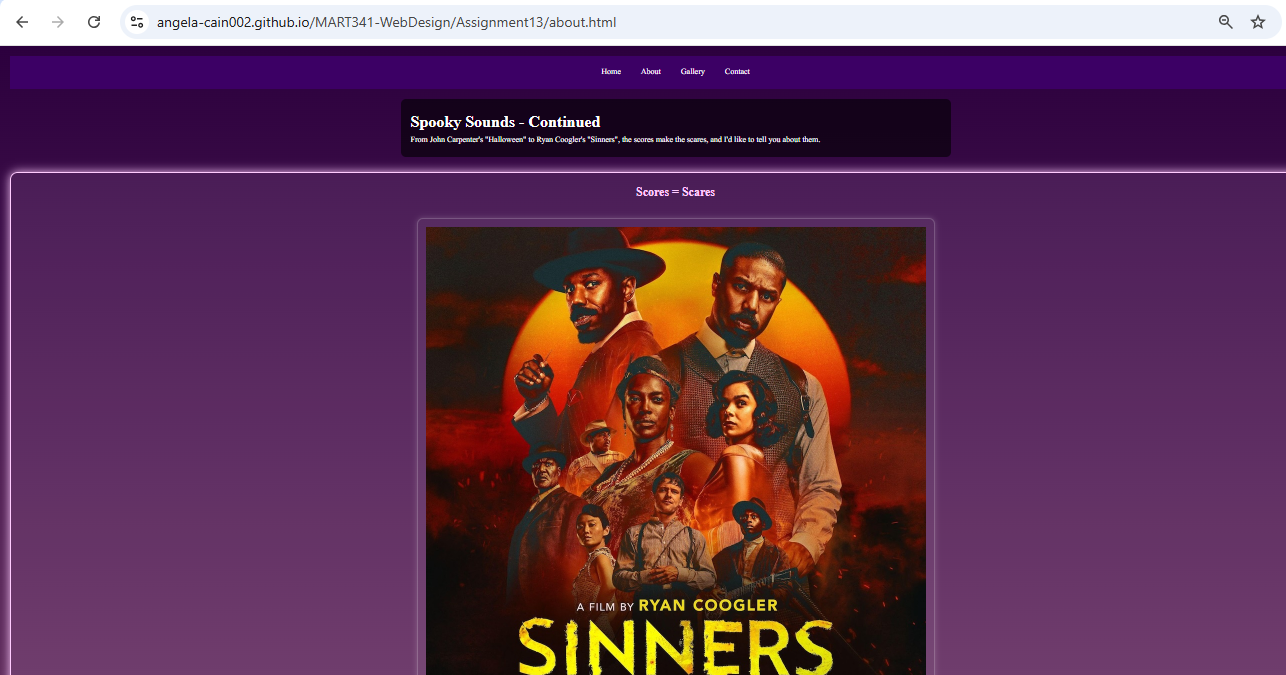 angela-cain002.github.io/MART341-WebDesign/Assignment13/about.html
Home About Gallery Contact
Spooky Sounds - Continued
From John Carpenter's "Halloween" to Ryan Coogler's "Sinners", the scores make the scares, and I'd like to tell you about them.
Scores = Scares
A FILM BY RYAN COOGLER
SINNERS